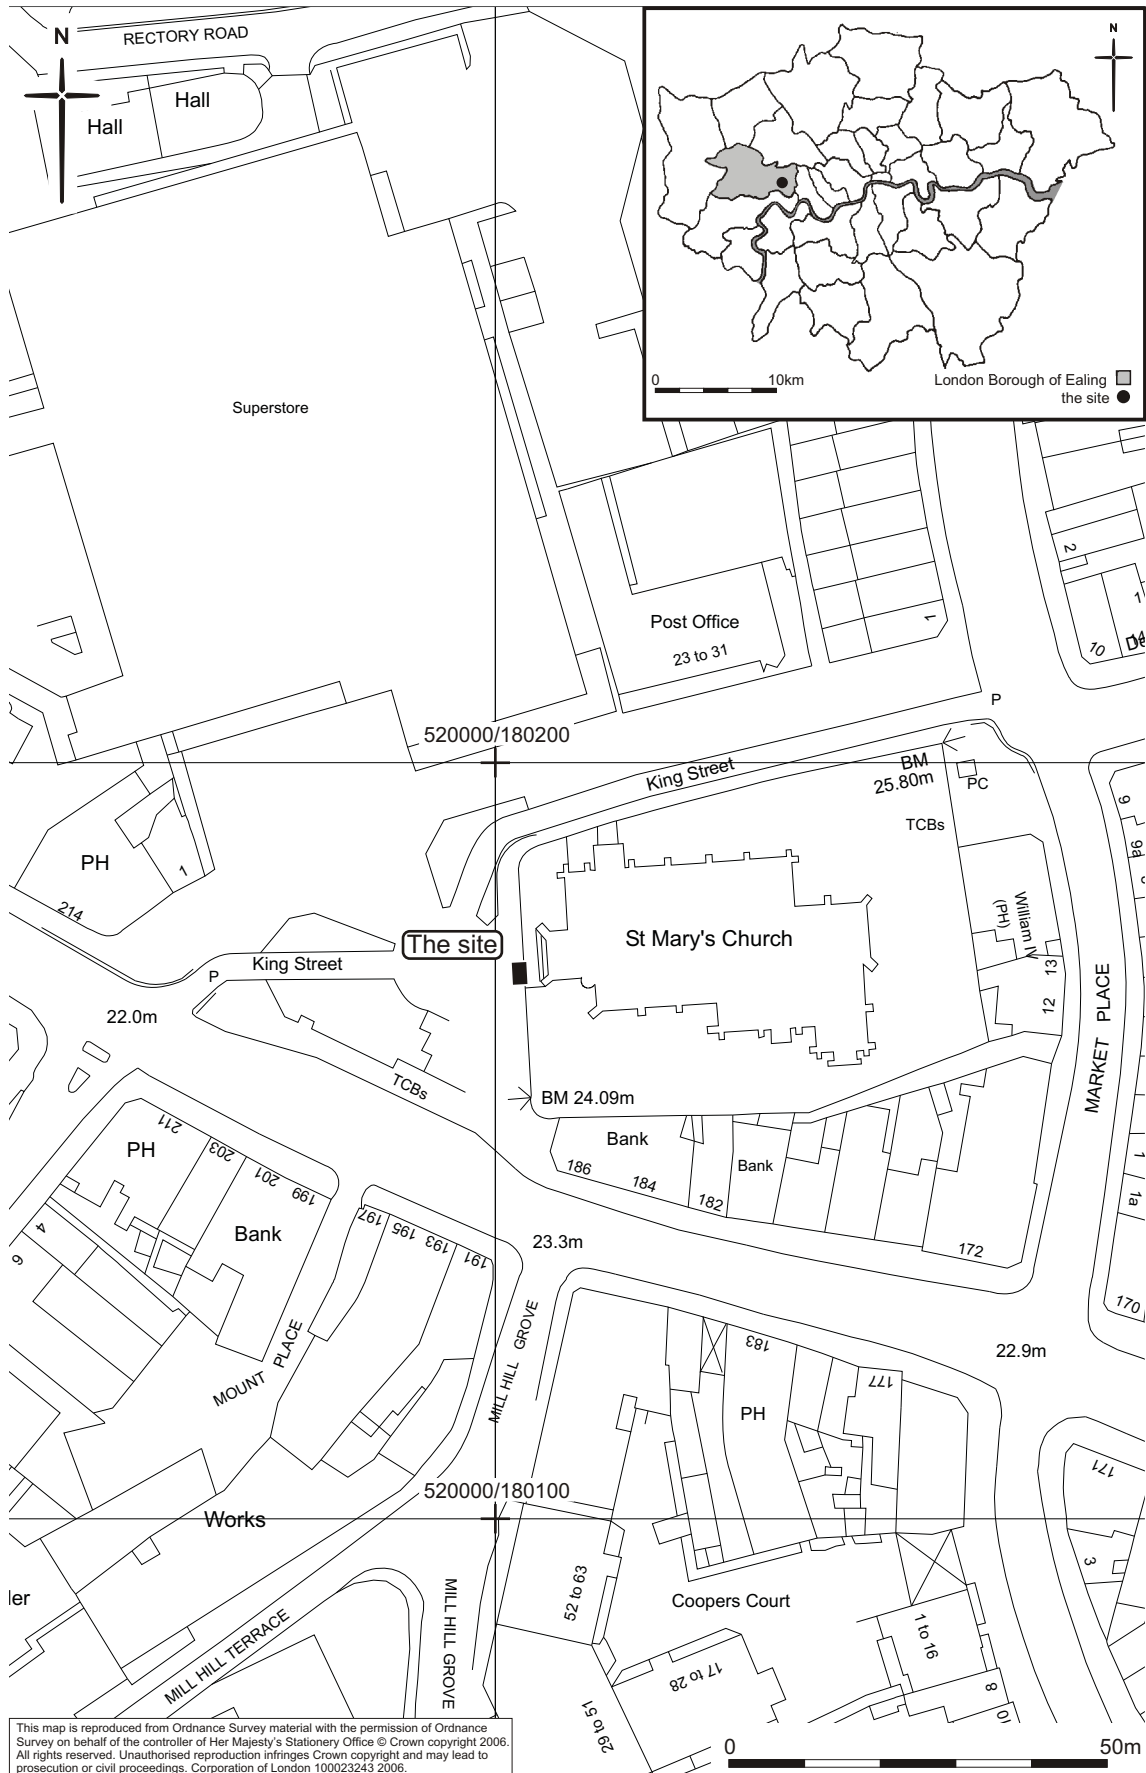 N
RECTORY ROAD
Hall
Hall
N
0 10km
London Borough of Ealing
the site
Superstore
2
1
10
Post Office
23 to 31
1
P
520000/180200
King Street
BM
25.80m
PC
TCBs
9
9a
PH
1
214
William IV
(PH)
St Mary's Church
The site
King Street
P
13
12
22.0m
MARKET PLACE
TCBs
BM 24.09m
211
PH
203
201
199
Bank
186
184
Bank
182
172
1
1a
4
6
Bank
197
195
193
191
23.3m
170
MOUNT PLACE
MILL HILL GROVE
183
22.9m
177
PH
171
520000/180100
Works
3
ler
52 to 63
Coopers Court
MILL HILL TERRACE
MILL HILL GROVE
1 to 16
17 to 28
8
29 to 51
This map is reproduced from Ordnance Survey material with the permission of Ordnance
Survey on behalf of the controller of Her Majesty's Stationery Office © Crown copyright 2006.
All rights reserved. Unauthorised reproduction infringes Crown copyright and may lead to
prosecution or civil proceedings. Corporation of London 100023243 2006.
0 50m